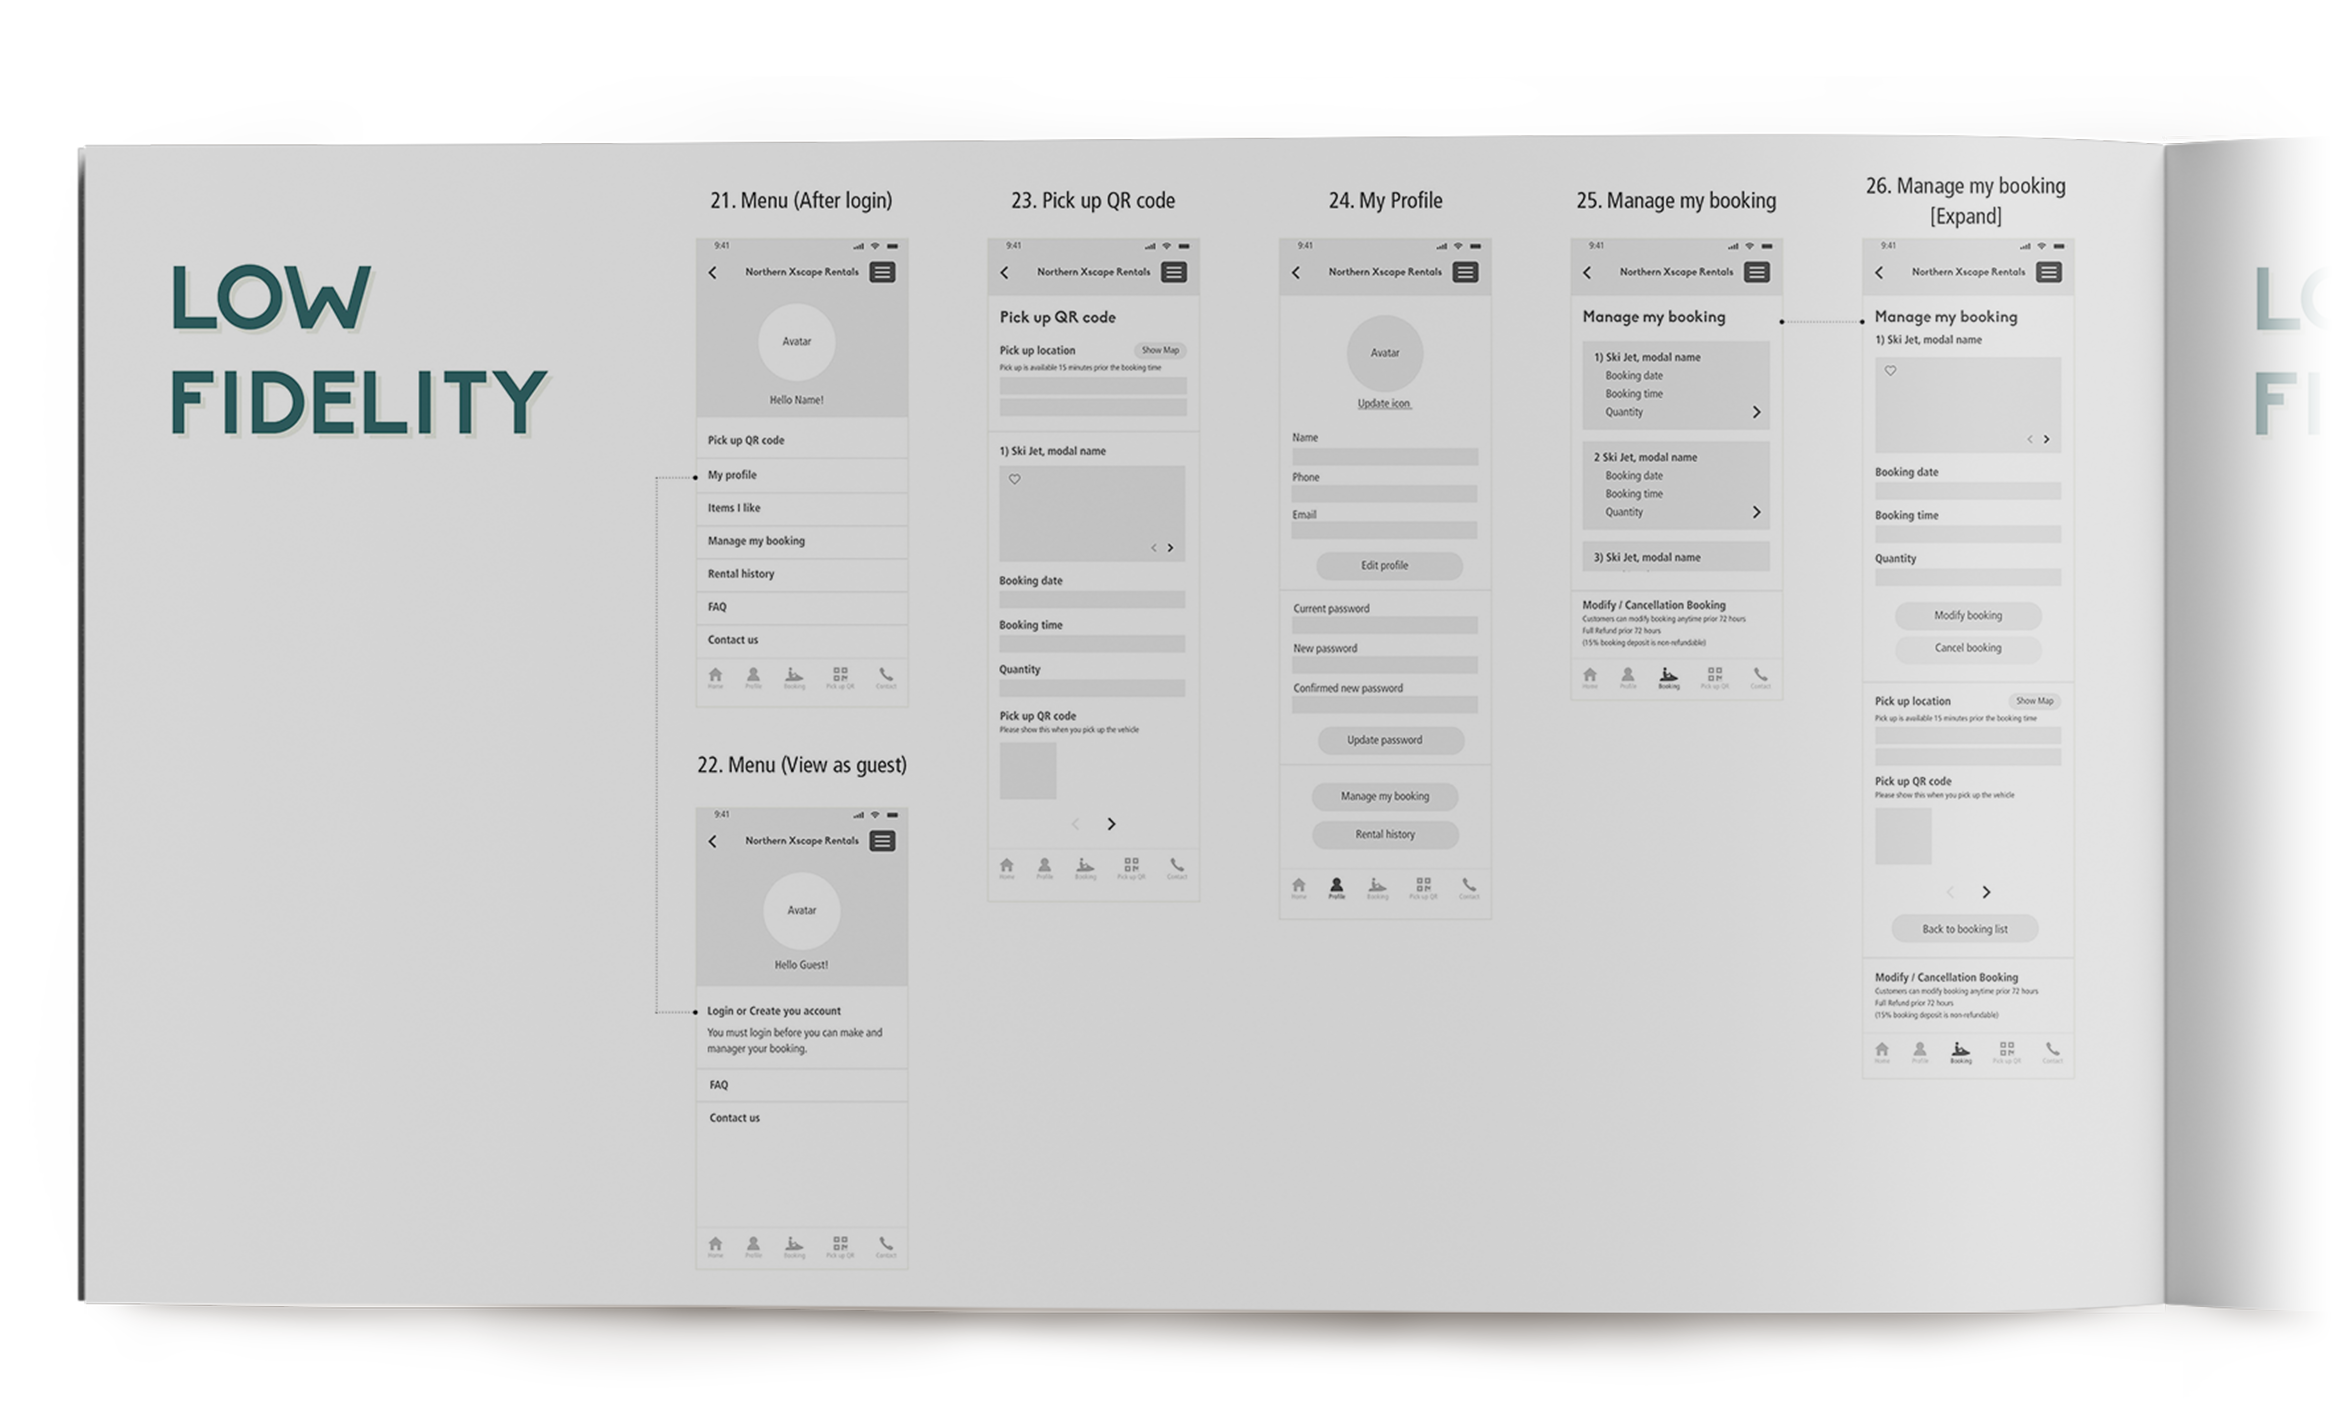 LOW
FIDELITY
21. Menu (After login)
9:41
Northern Xscape Rentals
Avatar
Hello Name!
Pick up QR code
My profile
Items I like
Manage my booking
Rental history
FAQ
Contact us
Home Profile Booking Pick up QR Contact
22. Menu (View as guest)
9:41
Northern Xscape Rentals
Avatar
Hello Guest!
Login or Create you account
You must login before you can make and
manager your booking.
FAQ
Contact us
Home Profile Booking Pick up QR Contact
23. Pick up QR code
9:41
Northern Xscape Rentals
Pick up QR code
Pick up location Show Map
Pick up is available 15 minutes prior the booking time
1) Ski Jet, modal name
Booking date
Booking time
Quantity
Pick up QR code
Please show this when you pick up the vehicle
Home Profile Booking Pick up QR Contact
24. My Profile
9:41
Northern Xscape Rentals
Avatar
Update icon
Name
Phone
Email
Edit profile
Current password
New password
Confirmed new password
Update password
Manage my booking
Rental history
Home Profile Booking Pick up QR Contact
25. Manage my booking
9:41
Northern Xscape Rentals
Manage my booking
1) Ski Jet, modal name
Booking date
Booking time
Quantity
2 Ski Jet, modal name
Booking date
Booking time
Quantity
3) Ski Jet, modal name
Modify / Cancellation Booking
Customers can modify booking anytime prior 72 hours
Full Refund prior 72 hours
(15% booking deposit is non-refundable)
Home Profile Booking Pick up QR Contact
26. Manage my booking
[Expand]
9:41
Northern Xscape Rentals
Manage my booking
1) Ski Jet, modal name
Booking date
Booking time
Quantity
Modify booking
Cancel booking
Pick up location Show Map
Pick up is available 15 minutes prior the booking time
Pick up QR code
Please show this when you pick up the vehicle
Back to booking list
Modify / Cancellation Booking
Customers can modify booking anytime prior 72 hours
Full Refund prior 72 hours
(15% booking deposit is non-refundable)
Home Profile Booking Pick up QR Contact